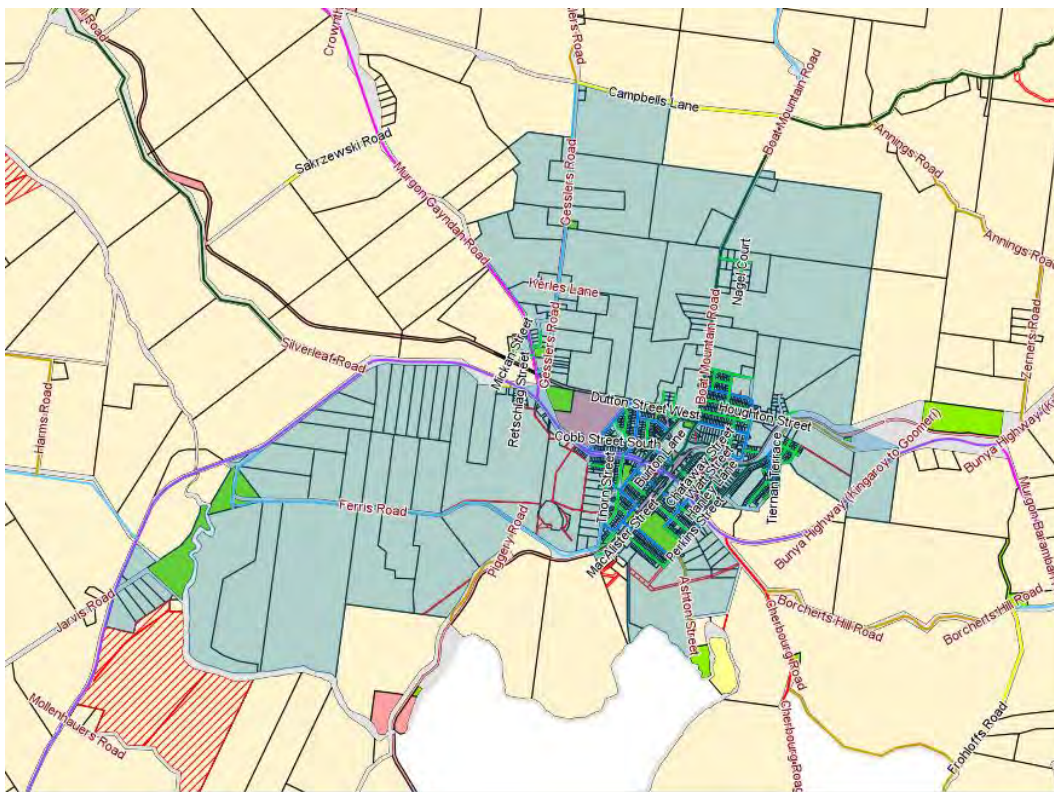 Crownth
Campbells Lane
Boat Mountain Road
Annings Road
Sakrzewski Road
Murgon Gayndah Road
Gesslers Road
Annings Road
Nagel Court
Kerles Lane
Zerners Road
Silverleaf Road
Mickan Street
Retschlag Street
Gesslers Road
Boat Mountain Road
Harms Road
Dutton Street West
Houghton Street
Cobb Street South
Burton Lane
Thorn Street
Tiernan Terrace
Bunya Highway (Kingaroy to Goomeri)
Bunya Highway (K
Ferris Road
Macalister Street
Perkins Street
Piggery Road
Ashton Street
Murgon Baramba
Jarvis Road
Borcherts Hill Road
Borcherts Hill Road
Cherbourg Road
Cherbourg Road
Mollenhauers Road
Frohloffs Road